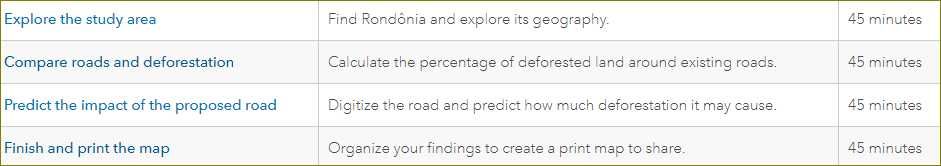 Explore the study area Find Rondônia and explore its geography. 45 minutes
Compare roads and deforestation Calculate the percentage of deforested land around existing roads. 45 minutes
Predict the impact of the proposed road Digitize the road and predict how much deforestation it may cause. 45 minutes
Finish and print the map Organize your findings to create a print map to share. 45 minutes